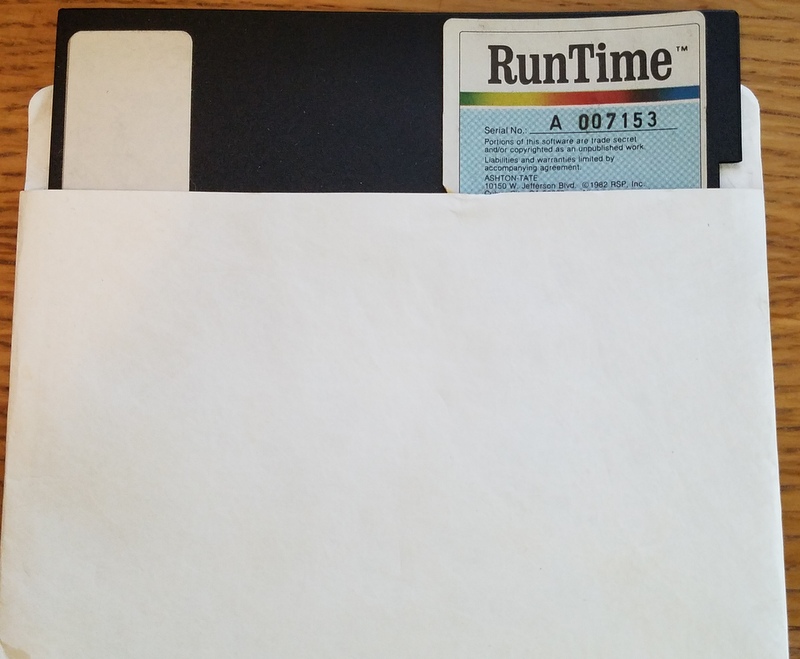 RunTime™
Serial No.: A 007153
Portions of this software are trade secret
and/or copyrighted as an unpublished work.
Liabilities and warranties limited by
accompanying agreement.
ASHTON-TATE
10150 W. Jefferson Blvd. ©1982 RSP, Inc.